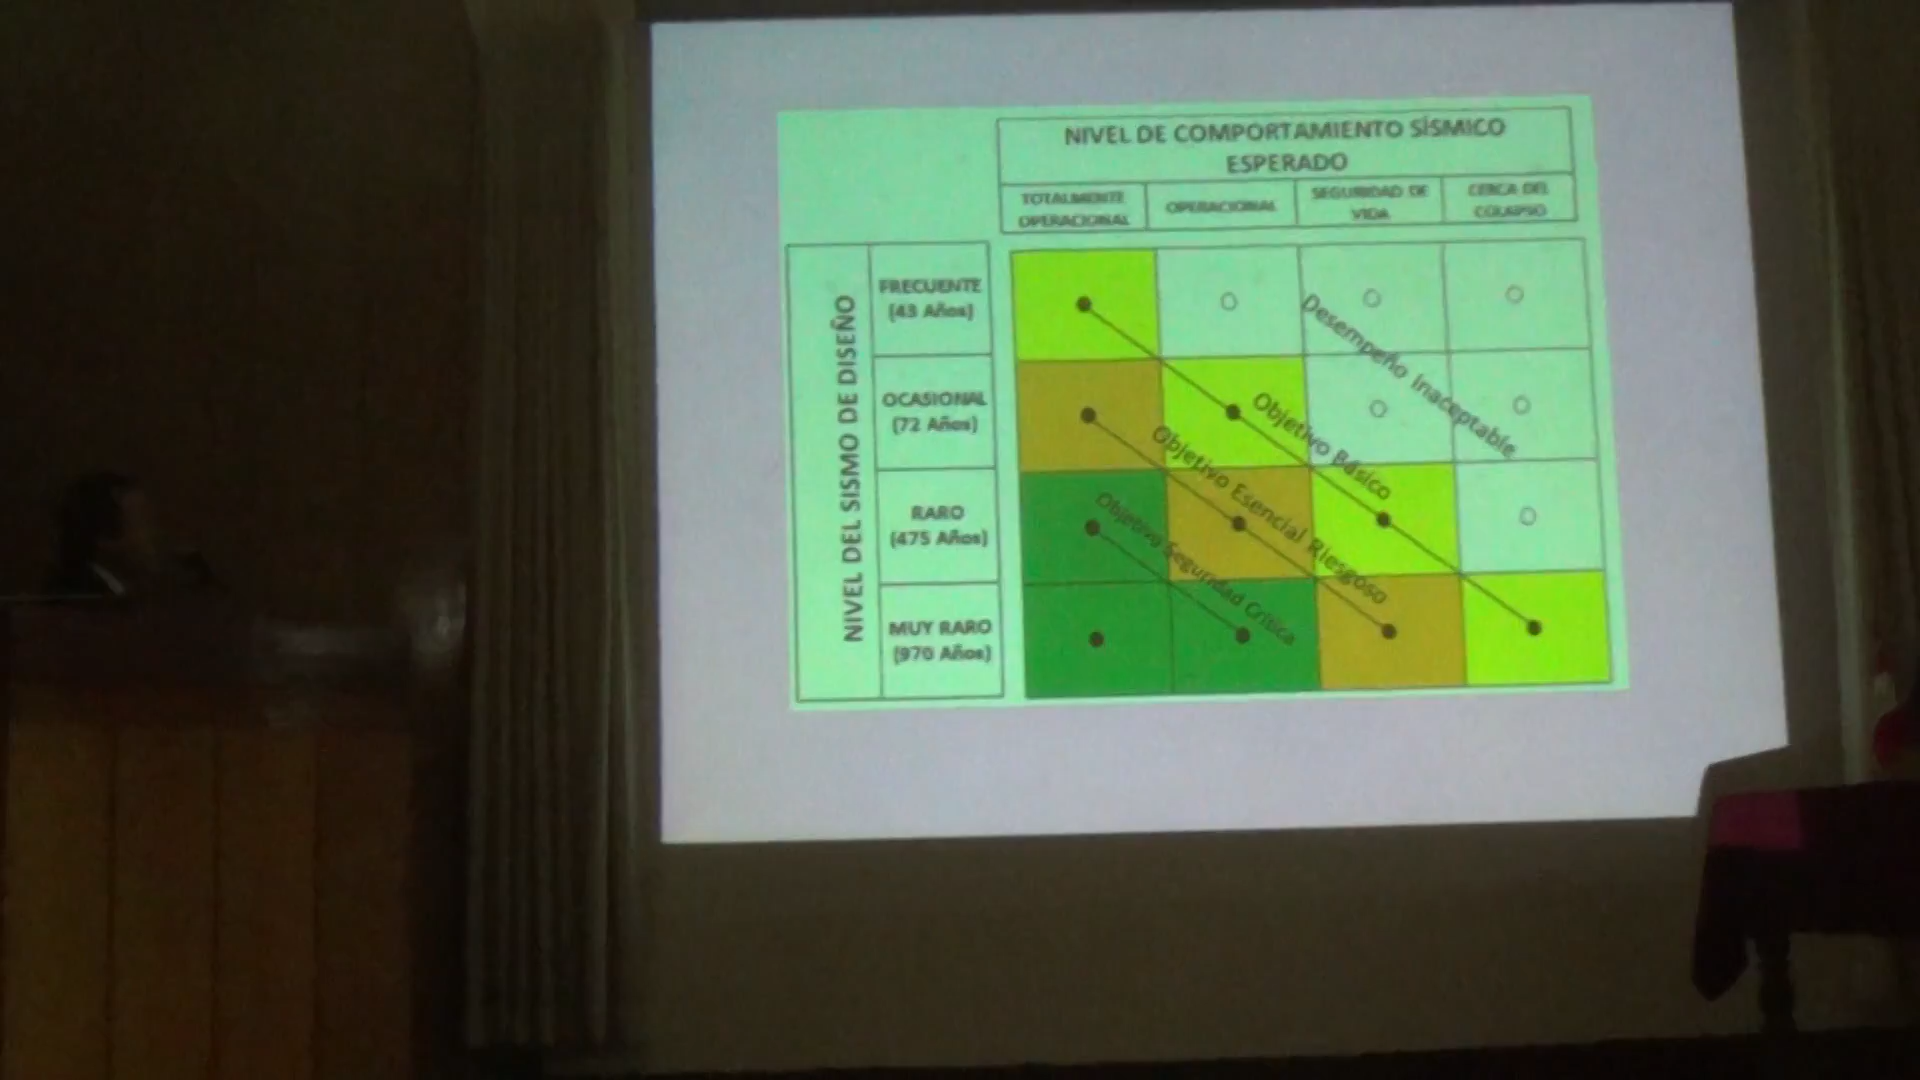 NIVEL DE COMPORTAMIENTO SÍSMICO
ESPERADO
TOTALMENTE
OPERACIONAL
OPERACIONAL
SEGURIDAD DE
VIDA
CERCA DEL
COLAPSO
NIVEL DEL SISMO DE DISEÑO
FRECUENTE
(43 Años)
OCASIONAL
(72 Años)
RARO
(475 Años)
MUY RARO
(970 Años)
Desempeño Inaceptable
Objetivo Básico
Objetivo Esencial Riesgoso
Objetivo Seguridad Crítica